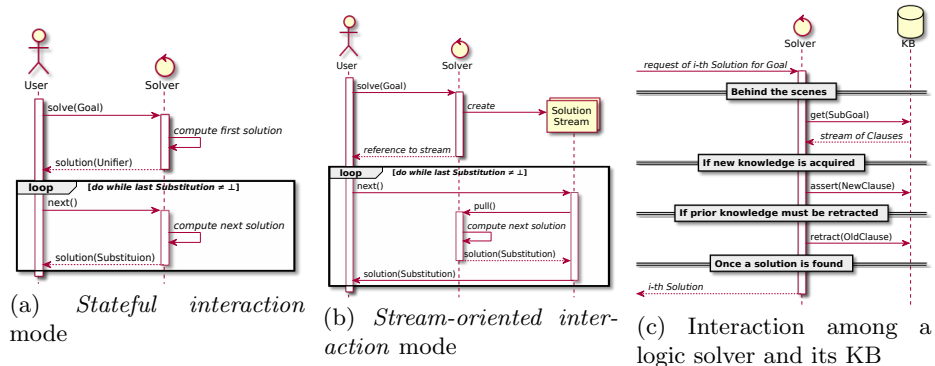 User
Solver
solve(Goal)
compute first solution
solution(Unifier)
loop [do while last Substitution ≠ ⊥]
next()
compute next solution
solution(Substituion)
(a) Stateful interaction
mode
User
Solver
solve(Goal)
create
Solution
Stream
reference to stream
loop [do while last Substitution ≠ ⊥]
next()
pull()
compute next solution
solution(Substitution)
solution(Substitution)
(b) Stream-oriented inter-
action mode
Solver
KB
request of i-th Solution for Goal
Behind the scenes
get(SubGoal)
stream of Clauses
If new knowledge is acquired
assert(NewClause)
If prior knowledge must be retracted
retract(OldClause)
Once a solution is found
i-th Solution
(c) Interaction among a
logic solver and its KB